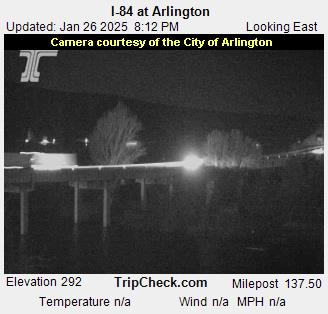 I-84 at Arlington
Updated: Jan 26 2025  8:12 PM Looking East
Camera courtesy of the City of Arlington
Elevation 292 TripCheck.com Milepost 137.50
Temperature n/a Wind n/a MPH n/a